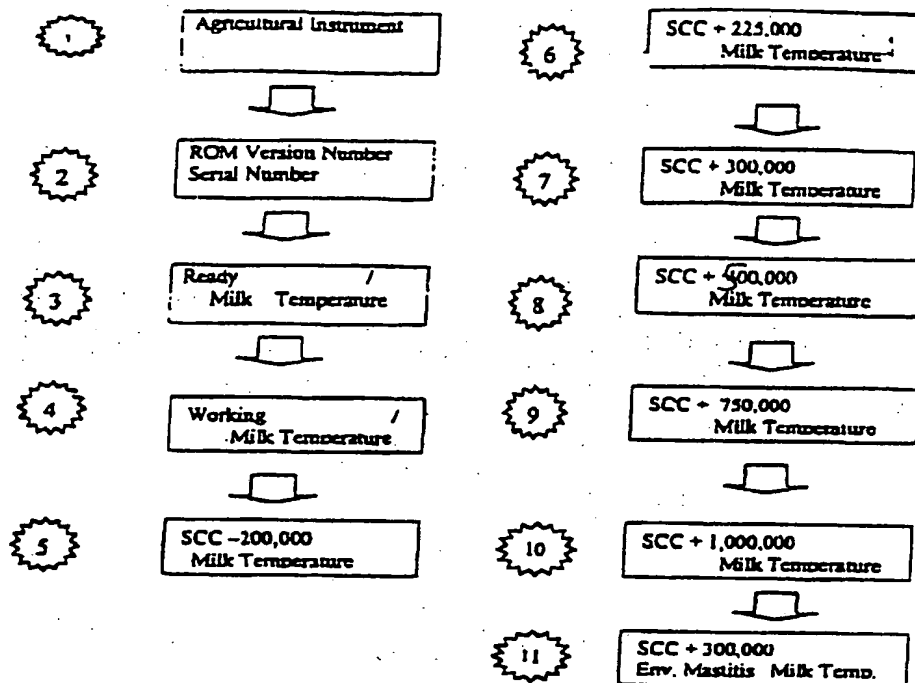 1
Agricultural Instrument
2
ROM Version Number
Serial Number
3
Ready /
Milk Temperature
4
Working /
Milk Temperature
5
SCC -200,000
Milk Temperature
6
SCC + 225,000
Milk Temperature
7
SCC + 300,000
Milk Temperature
8
SCC + 500,000
Milk Temperature
9
SCC + 750,000
Milk Temperature
10
SCC + 1,000,000
Milk Temperature
11
SCC + 300,000
Env. Mastitis Milk Temp.